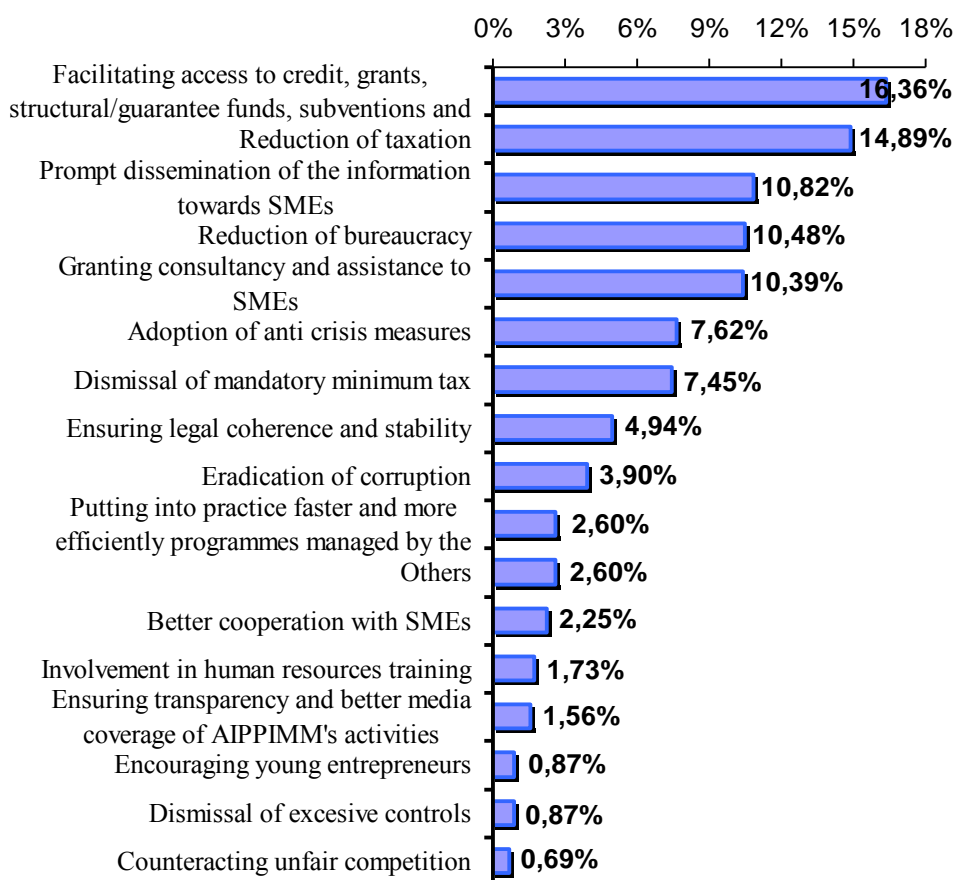 0% 3% 6% 9% 12% 15% 18%
Facilitating access to credit, grants,
structural/guarantee funds, subventions and
16,36%
Reduction of taxation
14,89%
Prompt dissemination of the information
towards SMEs
10,82%
Reduction of bureaucracy
10,48%
Granting consultancy and assistance to
SMEs
10,39%
Adoption of anti crisis measures
7,62%
Dismissal of mandatory minimum tax
7,45%
Ensuring legal coherence and stability
4,94%
Eradication of corruption
3,90%
Putting into practice faster and more
efficiently programmes managed by the
2,60%
Others
2,60%
Better cooperation with SMEs
2,25%
Involvement in human resources training
1,73%
Ensuring transparency and better media
coverage of AIPPIMM's activities
1,56%
Encouraging young entrepreneurs
0,87%
Dismissal of excesive controls
0,87%
Counteracting unfair competition
0,69%